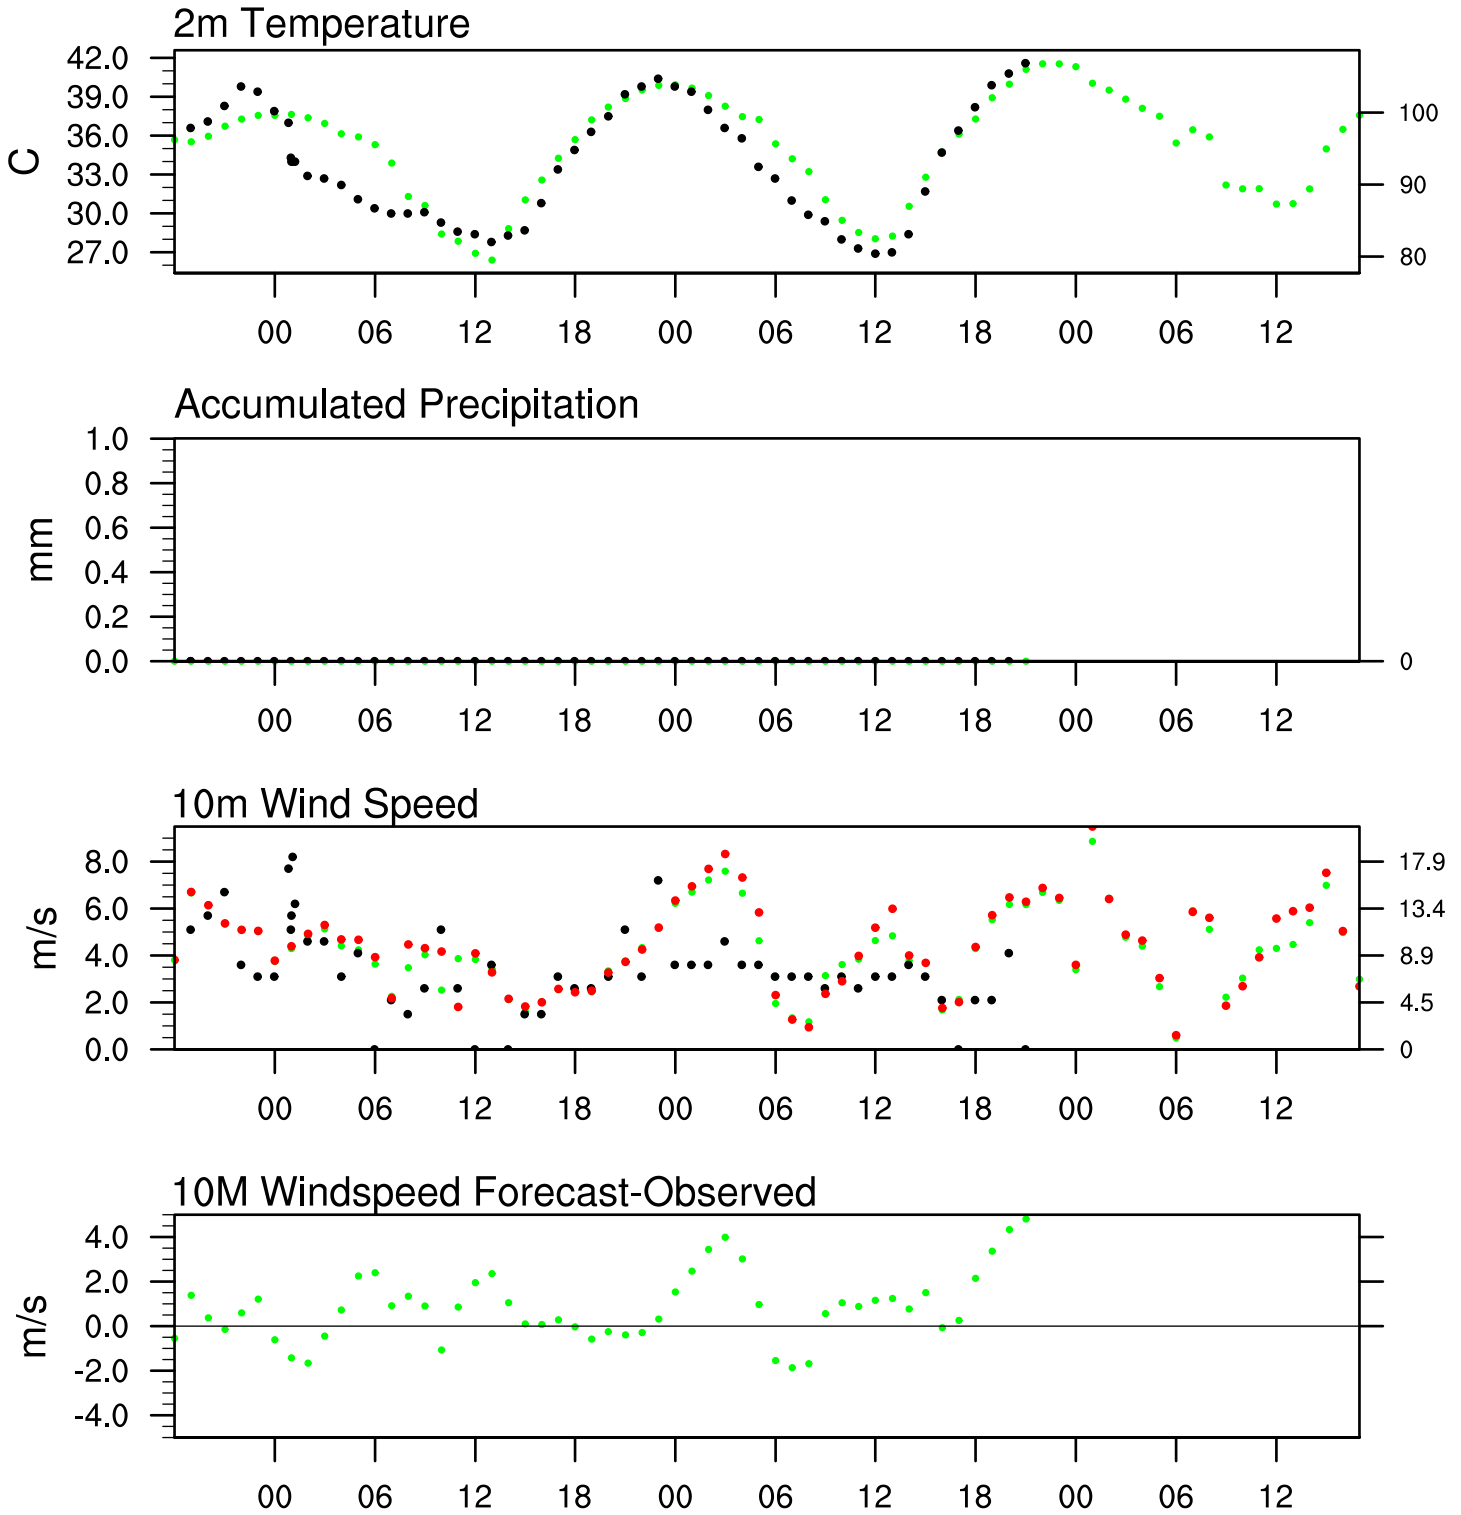 2m Temperature
42.0
39.0
36.0
33.0
30.0
27.0
C
100
90
80
00 06 12 18 00 06 12 18 00 06 12
Accumulated Precipitation
1.0
0.8
0.6
0.4
0.2
0.0
mm
0
00 06 12 18 00 06 12 18 00 06 12
10m Wind Speed
8.0
6.0
4.0
2.0
0.0
m/s
17.9
13.4
8.9
4.5
0
00 06 12 18 00 06 12 18 00 06 12
10M Windspeed Forecast-Observed
4.0
2.0
0.0
-2.0
-4.0
m/s
00 06 12 18 00 06 12 18 00 06 12